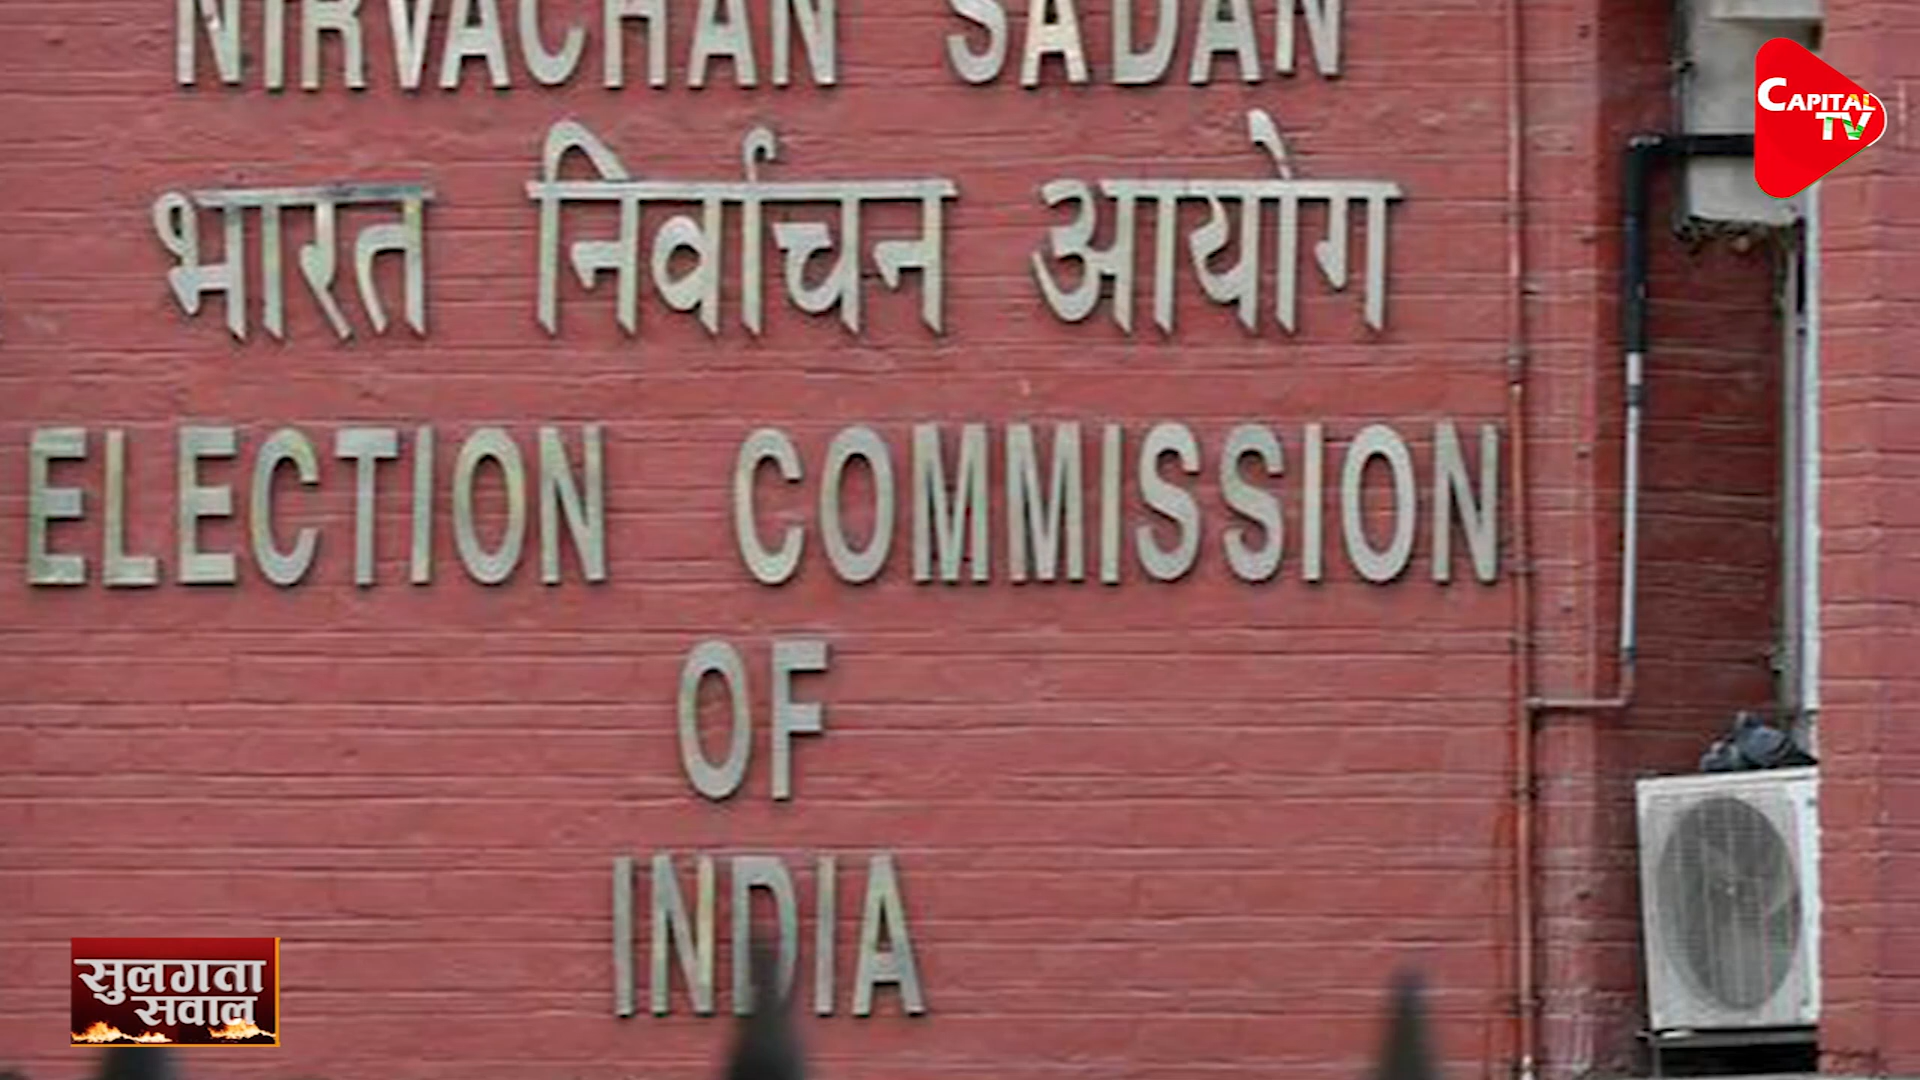 NIRVACHAN SADAN
भारत निर्वाचन आयोग
ELECTION COMMISSION
OF
INDIA
CAPITAL
TV
सुलगता
सवाल